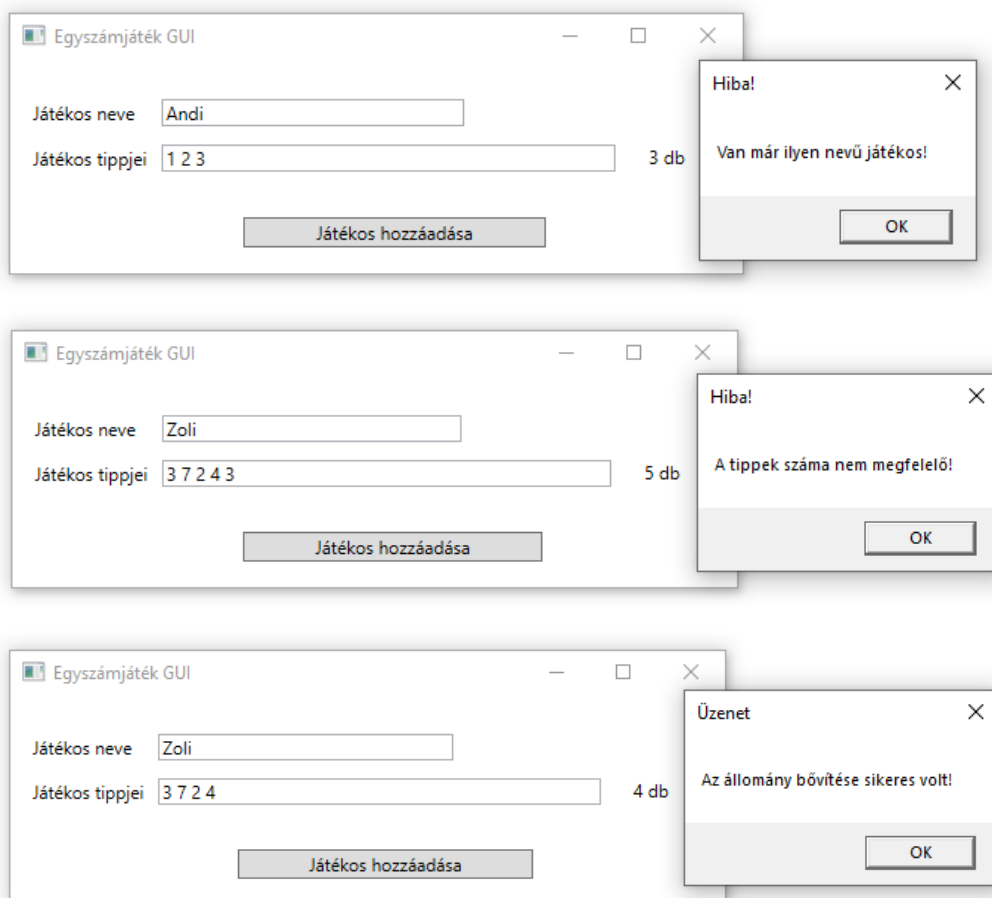 Egyszámjáték GUI
Játékos neve Andi
Játékos tippjei 1 2 3 3 db
Játékos hozzáadása
Hiba!
Van már ilyen nevű játékos!
OK
Egyszámjáték GUI
Játékos neve Zoli
Játékos tippjei 3 7 2 4 3 5 db
Játékos hozzáadása
Hiba!
A tippek száma nem megfelelő!
OK
Egyszámjáték GUI
Játékos neve Zoli
Játékos tippjei 3 7 2 4 4 db
Játékos hozzáadása
Üzenet
Az állomány bővítése sikeres volt!
OK